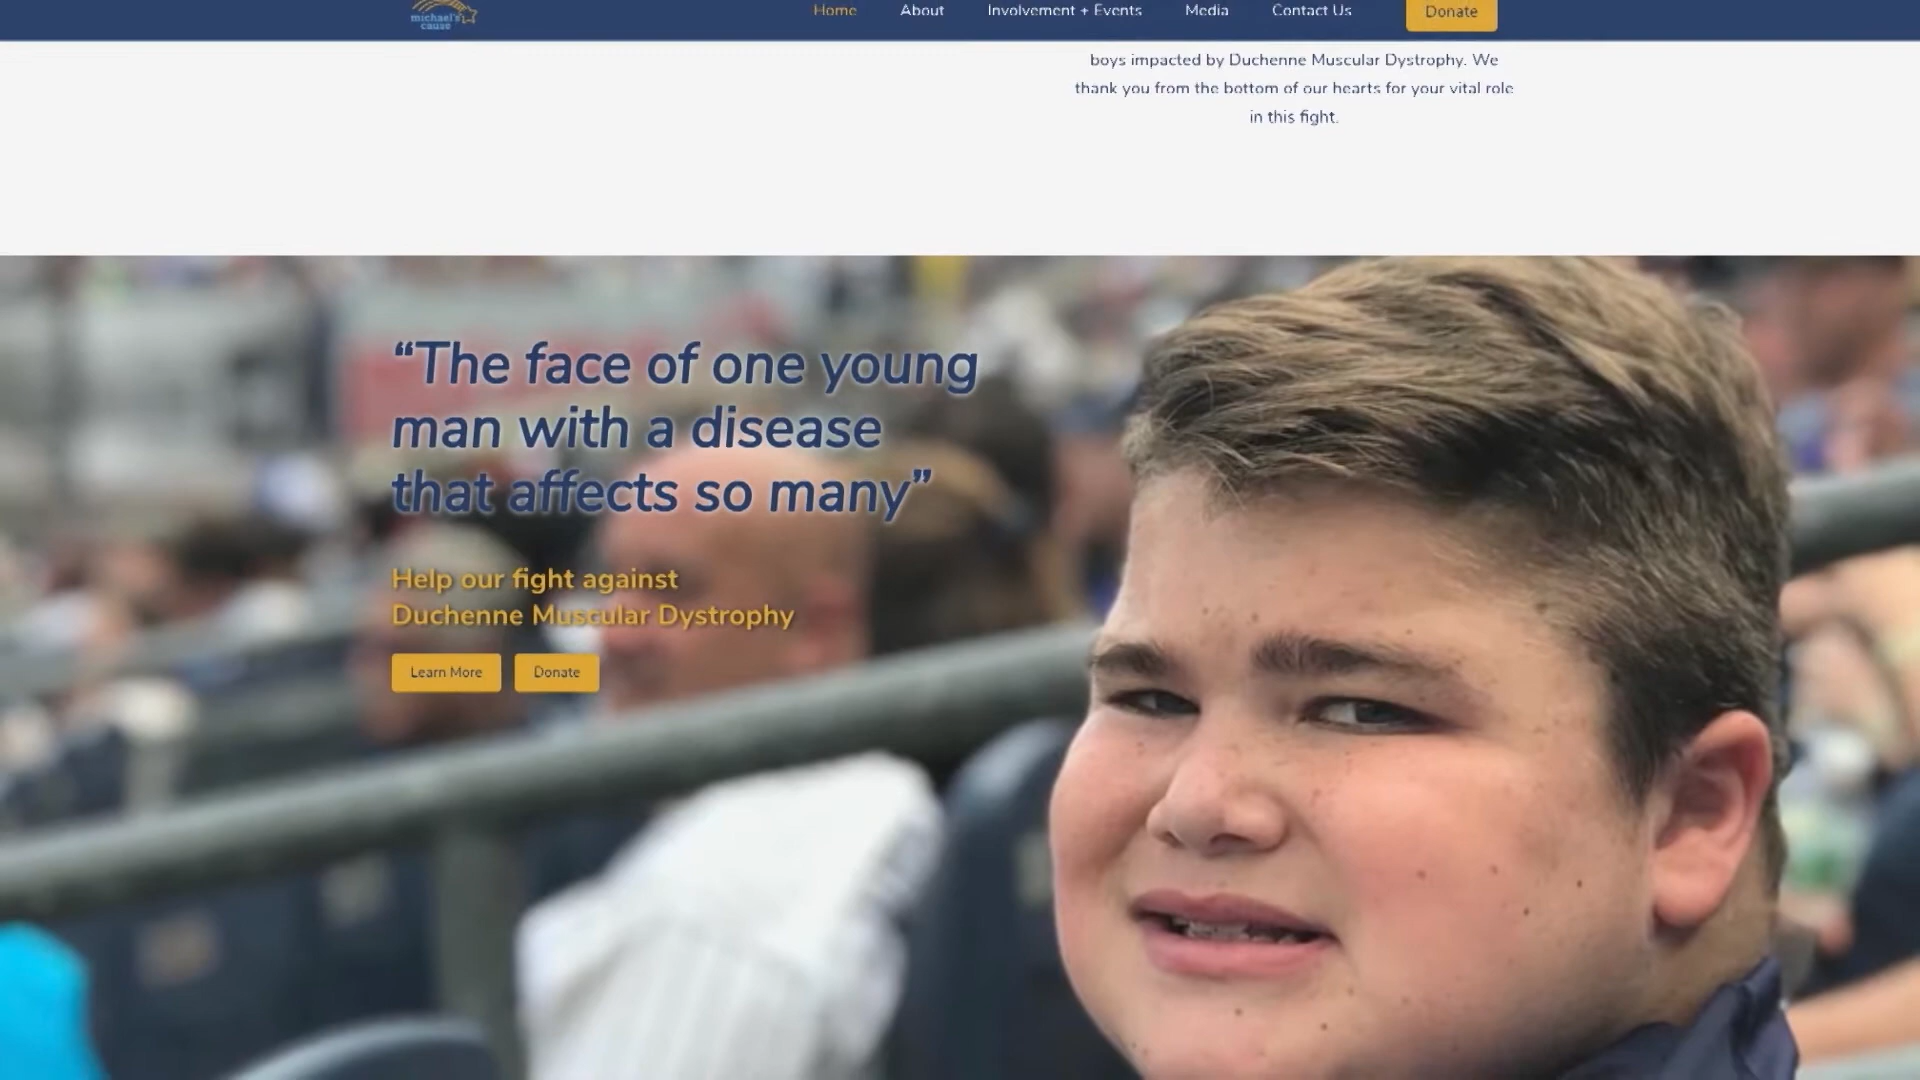 michael's
cause
Home About Involvement + Events Media Contact Us Donate
boys impacted by Duchenne Muscular Dystrophy. We
thank you from the bottom of our hearts for your vital role
in this fight.
“The face of one young
man with a disease
that affects so many”
Help our fight against
Duchenne Muscular Dystrophy
Learn More Donate